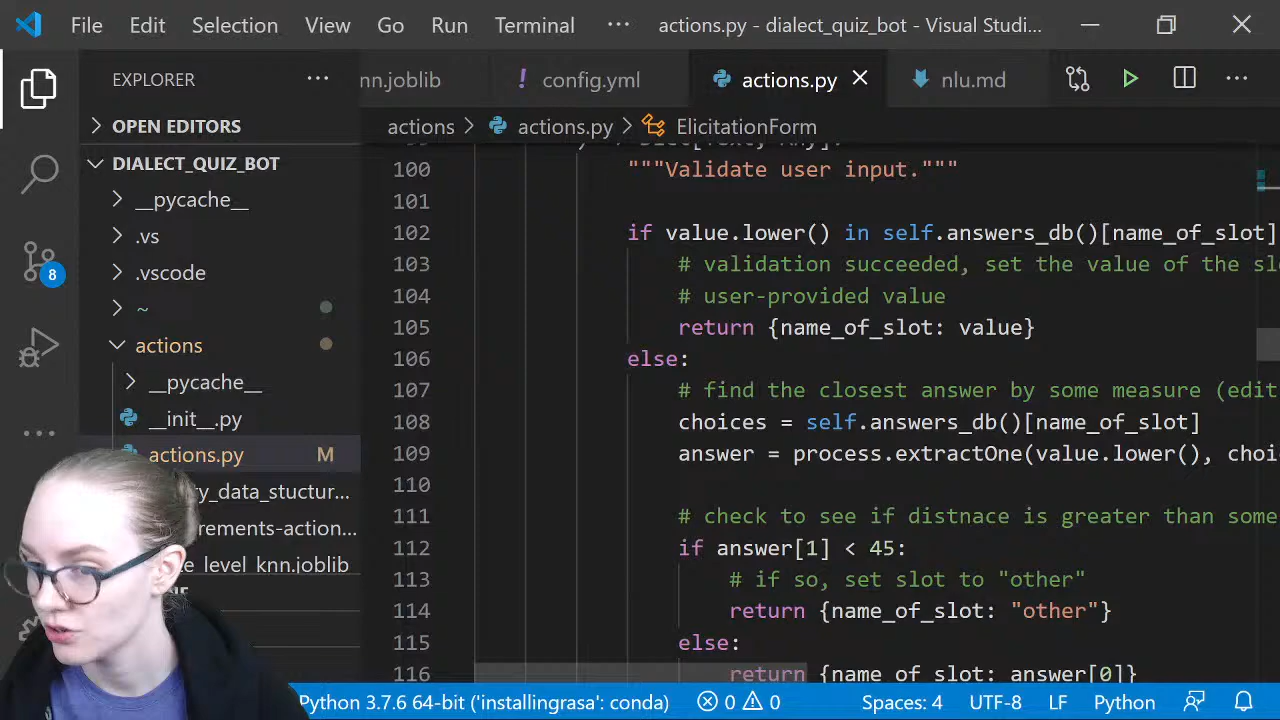 File Edit Selection View Go Run Terminal ··· actions.py - dialect_quiz_bot - Visual Studi...
EXPLORER ···
nn.joblib ! config.yml actions.py nlu.md ···
OPEN EDITORS
actions > actions.py > ElicitationForm
DIALECT_QUIZ_BOT
__pycache__
.vs
.vscode
~
actions
__pycache__
__init__.py
actions.py M
ry_data_stuctur...
rements-action...
e_level_knn.joblib
8
100 """Validate user input."""
101
102 if value.lower() in self.answers_db()[name_of_slot]
103 # validation succeeded, set the value of the slo
104 # user-provided value
105 return {name_of_slot: value}
106 else:
107 # find the closest answer by some measure (edit
108 choices = self.answers_db()[name_of_slot]
109 answer = process.extractOne(value.lower(), choi
110
111 # check to see if distnace is greater than some
112 if answer[1] < 45:
113 # if so, set slot to "other"
114 return {name_of_slot: "other"}
115 else:
116 return {name_of_slot: answer[0]}
Python 3.7.6 64-bit ('installingrasa': conda) 0 0 Spaces: 4 UTF-8 LF Python